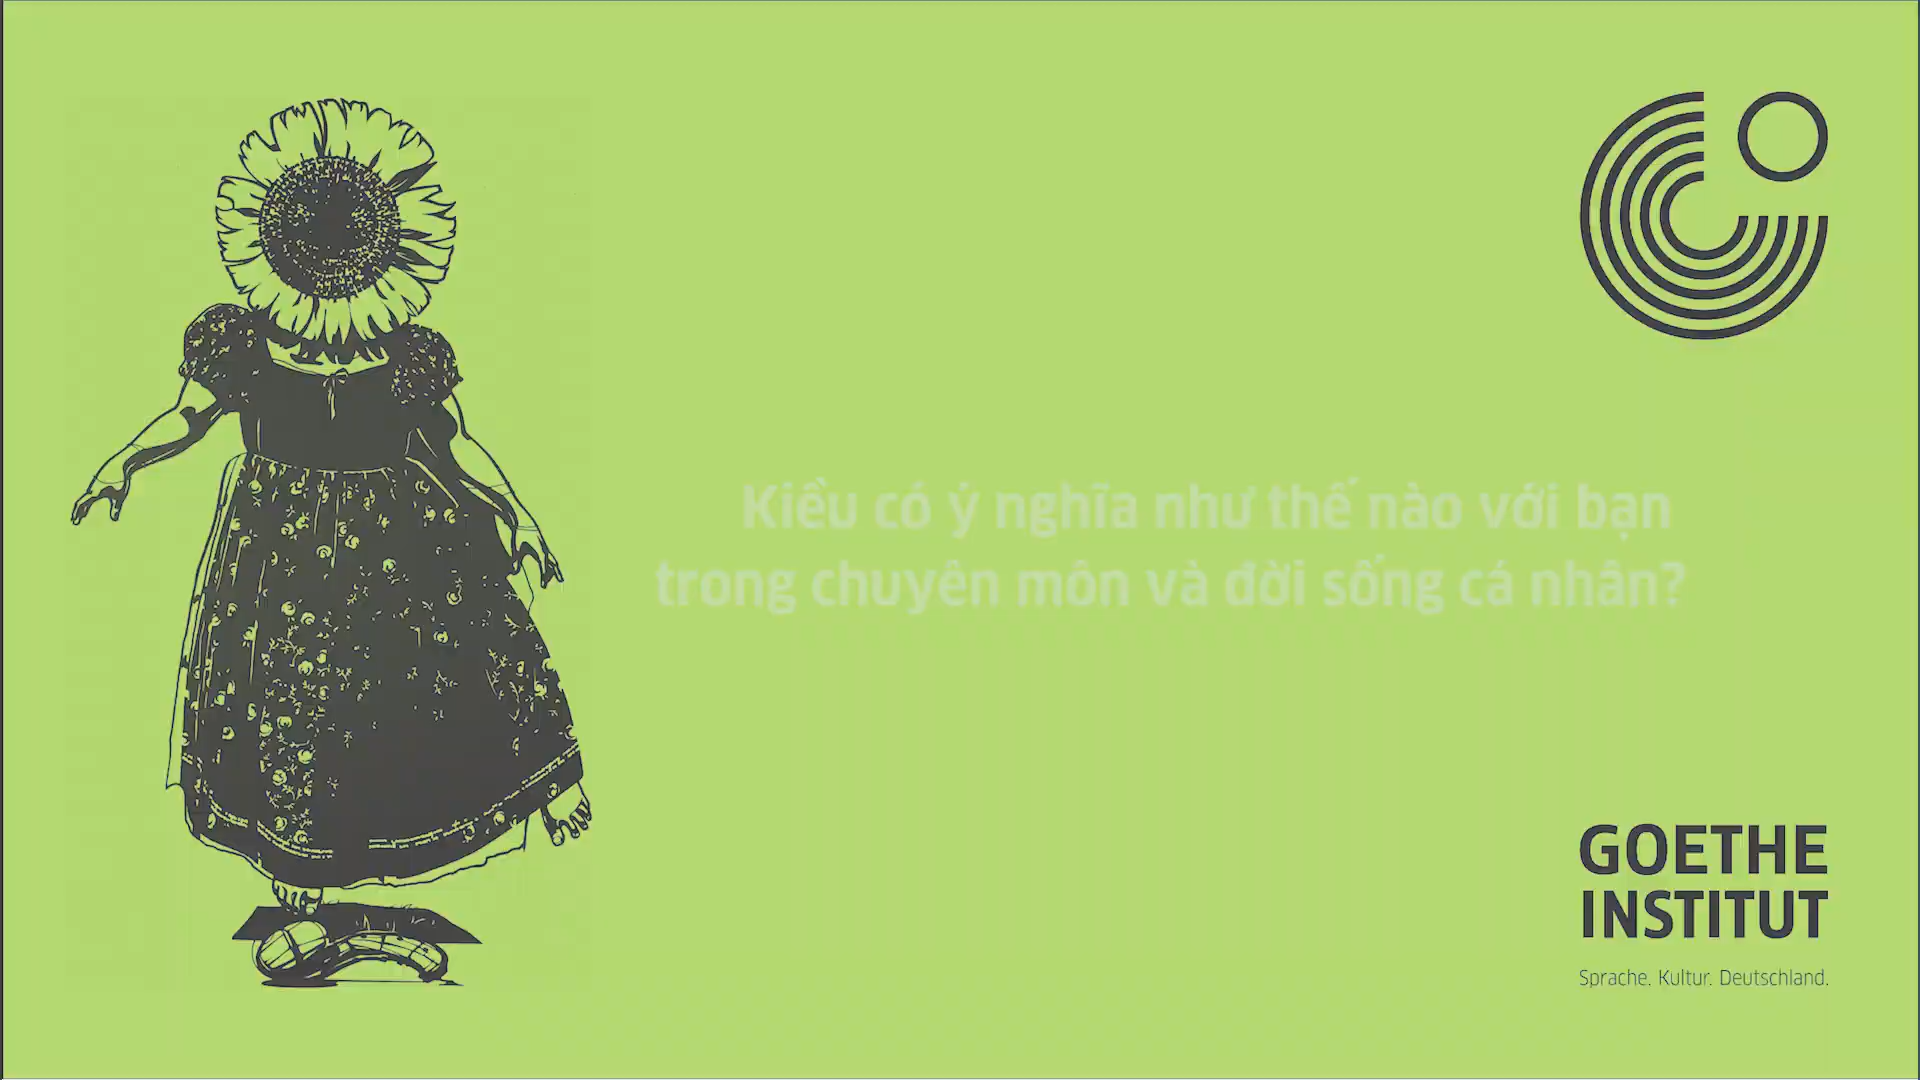 Kiều có ý nghĩa như thế nào với bạn
trong chuyên môn và đời sống cá nhân?
GOETHE
INSTITUT
Sprache. Kultur. Deutschland.